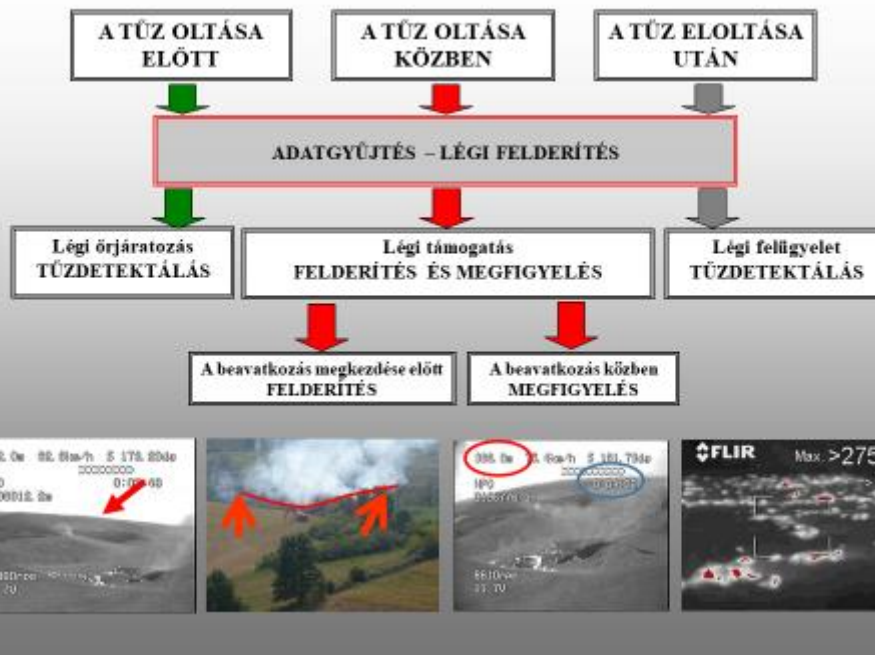 A TŰZ OLTÁSA
ELŐTT
A TŰZ OLTÁSA
KÖZBEN
A TŰZ ELOLTÁSA
UTÁN
ADATGYŰJTÉS – LÉGI FELDERÍTÉS
Légi őrjáratozás
TŰZDETEKTÁLÁS
Légi támogatás
FELDERÍTÉS ÉS MEGFIGYELÉS
Légi felügyelet
TŰZDETEKTÁLÁS
A beavatkozás megkezdése előtt
FELDERÍTÉS
A beavatkozás közben
MEGFIGYELÉS
FLIR
Max. >275